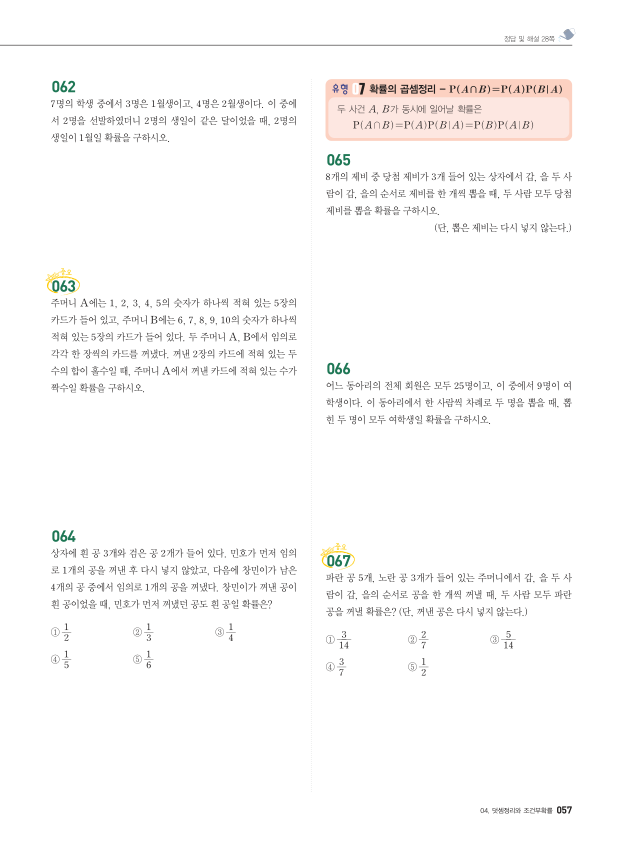 정답 및 해설 28쪽
062
7명의 학생 중에서 3명은 1월생이고, 4명은 2월생이다. 이 중에
서 2명을 선발하였더니 2명의 생일이 같은 달이었을 때, 2명의
생일이 1월일 확률을 구하시오.
063
주머니 A에는 1, 2, 3, 4, 5의 숫자가 하나씩 적혀 있는 5장의
카드가 들어 있고, 주머니 B에는 6, 7, 8, 9, 10의 숫자가 하나씩
적혀 있는 5장의 카드가 들어 있다. 두 주머니 A, B에서 임의로
각각 한 장씩의 카드를 꺼냈다. 꺼낸 2장의 카드에 적혀 있는 두
수의 합이 홀수일 때, 주머니 A에서 꺼낸 카드에 적혀 있는 수가
짝수일 확률을 구하시오.
064
상자에 흰 공 3개와 검은 공 2개가 들어 있다. 민호가 먼저 임의
로 1개의 공을 꺼낸 후 다시 넣지 않았고, 다음에 창민이가 남은
4개의 공 중에서 임의로 1개의 공을 꺼냈다. 창민이가 꺼낸 공이
흰 공이었을 때, 민호가 먼저 꺼냈던 공도 흰 공일 확률은?
① 1/2 ② 1/3 ③ 1/4
④ 1/5 ⑤ 1/6
유형 07 확률의 곱셈정리 - P(A∩B)=P(A)P(B|A)
두 사건 A, B가 동시에 일어날 확률은
P(A∩B)=P(A)P(B|A)=P(B)P(A|B)
065
8개의 제비 중 당첨 제비가 3개 들어 있는 상자에서 갑, 을 두 사
람이 갑, 을의 순서로 제비를 한 개씩 뽑을 때, 두 사람 모두 당첨
제비를 뽑을 확률을 구하시오.
(단, 뽑은 제비는 다시 넣지 않는다.)
066
어느 동아리의 전체 회원은 모두 25명이고, 이 중에서 9명이 여
학생이다. 이 동아리에서 한 사람씩 차례로 두 명을 뽑을 때, 뽑
힌 두 명이 모두 여학생일 확률을 구하시오.
067
파란 공 5개, 노란 공 3개가 들어 있는 주머니에서 갑, 을 두 사
람이 갑, 을의 순서로 공을 한 개씩 꺼낼 때, 두 사람 모두 파란
공을 꺼낼 확률은? (단, 꺼낸 공은 다시 넣지 않는다.)
① 3/14 ② 2/7 ③ 5/14
④ 3/7 ⑤ 1/2
04. 덧셈정리와 조건부확률 057